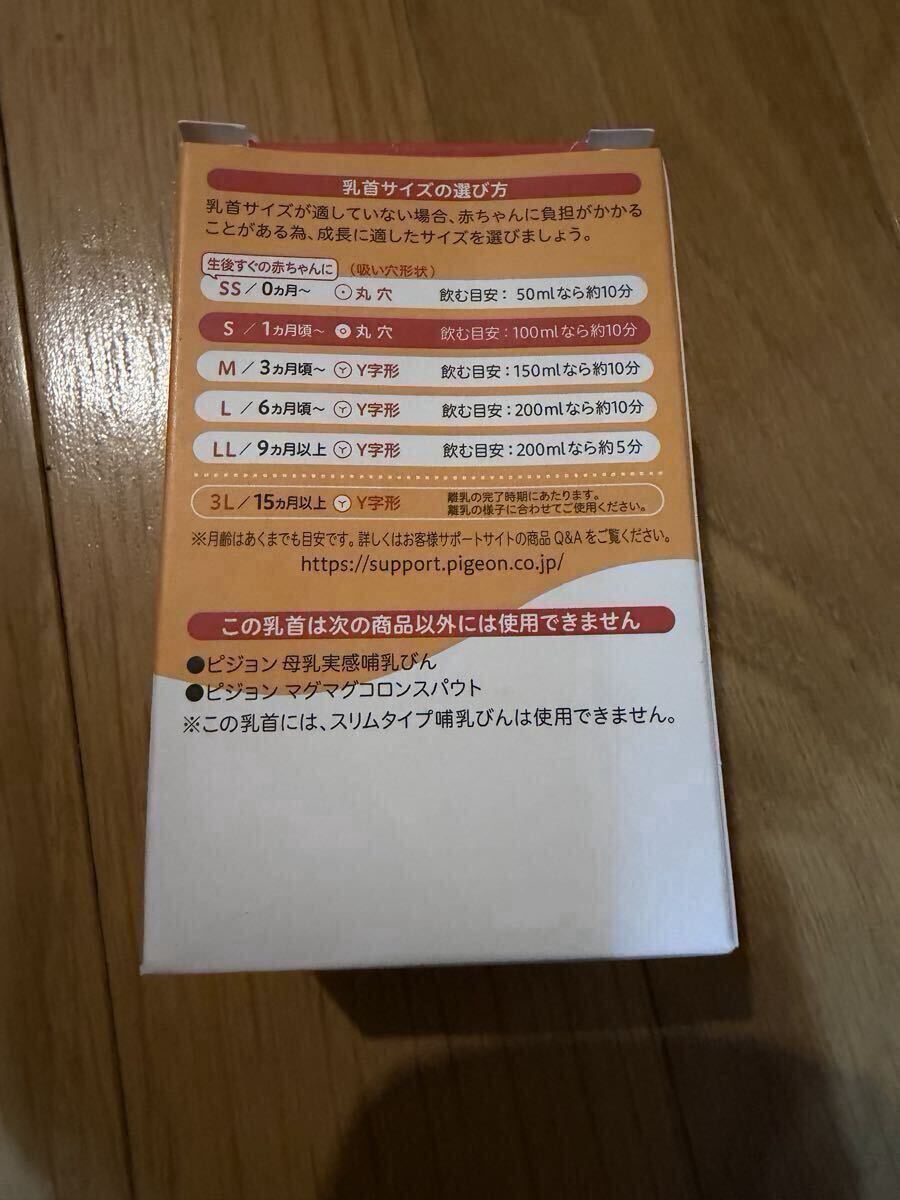 乳首サイズの選び方
乳首サイズが適していない場合、赤ちゃんに負担がかかる
ことがある為、成長に適したサイズを選びましょう。
生後すぐの赤ちゃんに （吸い穴形状）
SS／0ヵ月～ 丸穴 飲む目安：50mlなら約10分
S／1ヵ月頃～ 丸穴 飲む目安：100mlなら約10分
M／3ヵ月頃～ Y字形 飲む目安：150mlなら約10分
L／6ヵ月頃～ Y字形 飲む目安：200mlなら約10分
LL／9ヵ月以上 Y字形 飲む目安：200mlなら約5分
3L／15ヵ月以上 Y字形 離乳の完了時期にあたります。
離乳の様子に合わせてご使用ください。
※月齢はあくまでも目安です。詳しくはお客様サポートサイトの商品Q&Aをご覧ください。
https://support.pigeon.co.jp/
この乳首は次の商品以外には使用できません
●ピジョン 母乳実感哺乳びん
●ピジョン マグマグコロンスパウト
※この乳首には、スリムタイプ哺乳びんは使用できません。